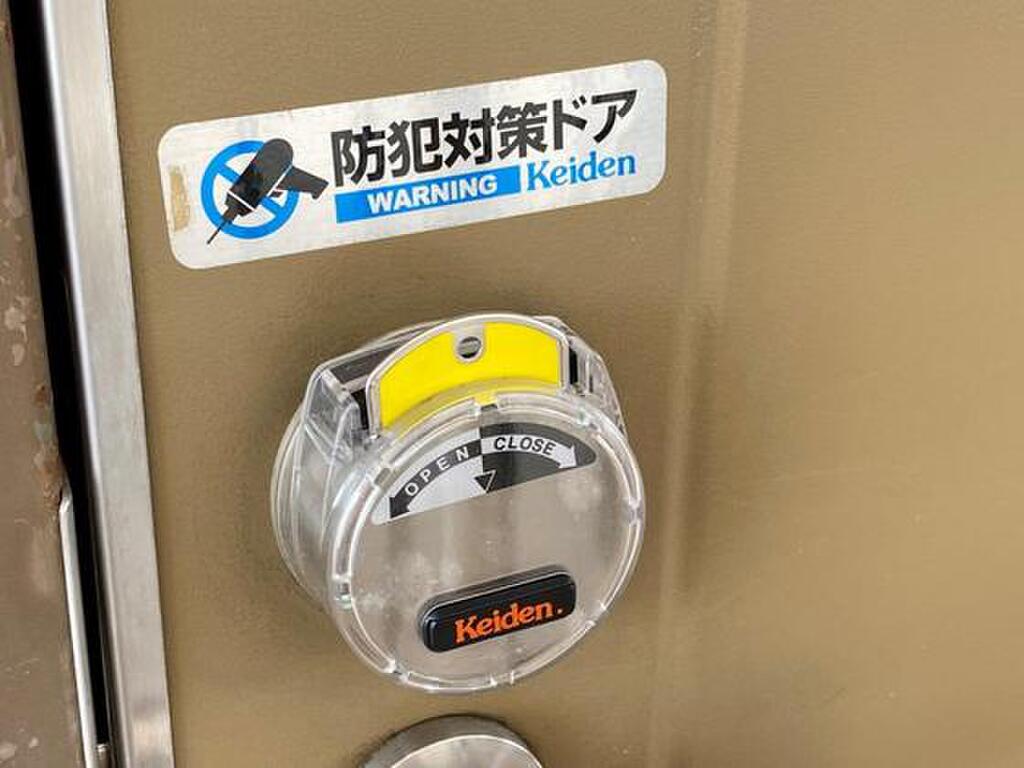 防犯対策ドア
WARNING Keiden
OPEN CLOSE
Keiden.